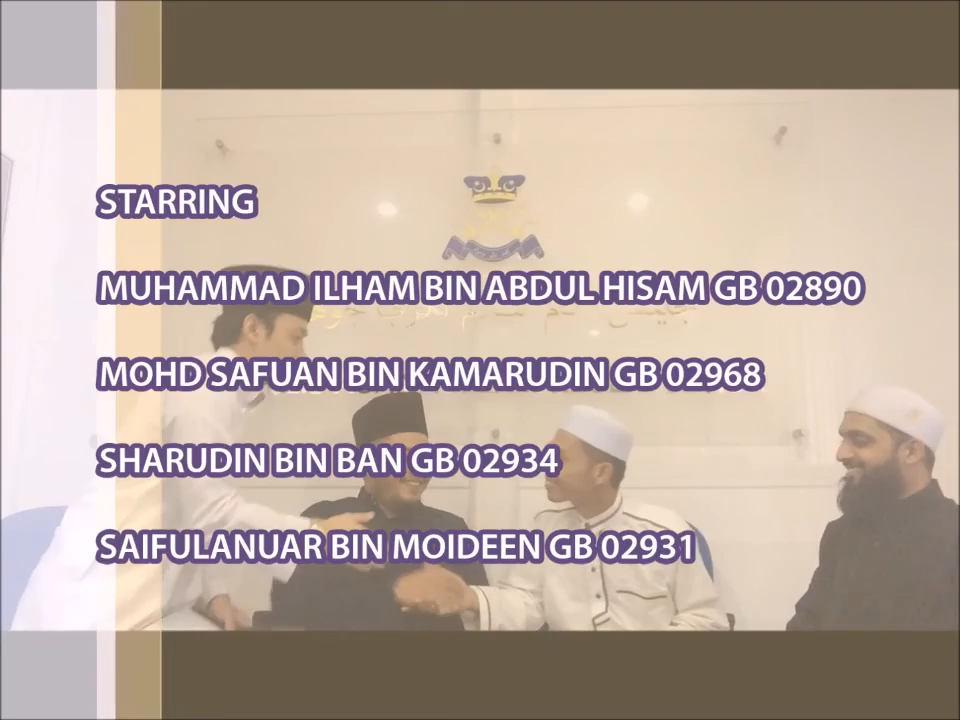 STARRING
MUHAMMAD ILHAM BIN ABDUL HISAM GB 02890
MOHD SAFUAN BIN KAMARUDIN GB 02968
SHARUDIN BIN BAN GB 02934
SAIFULANUAR BIN MOIDEEN GB 02931